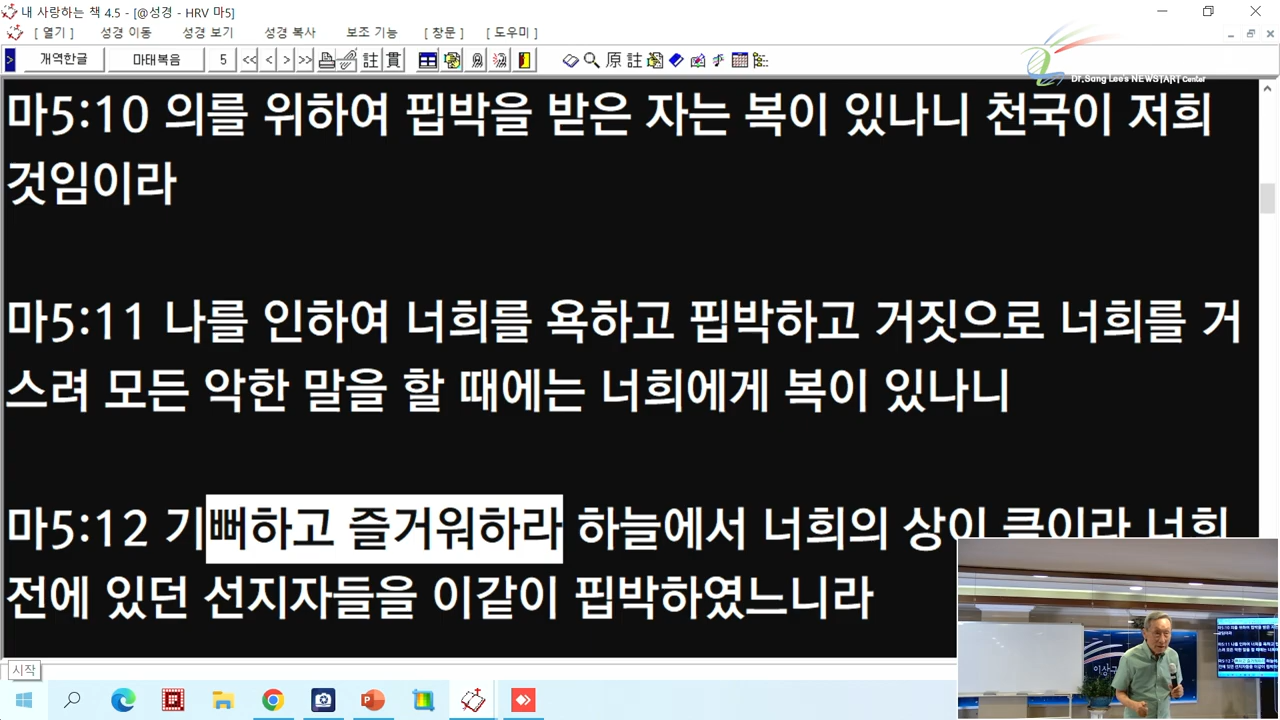 내 사랑하는 책 4.5 - [@성경 - HRV 마5]
[ 열기 ] 성경 이동 성경 보기 성경 복사 보조 기능 [ 창문 ] [ 도우미 ]
개역한글 마태복음 5 << < > >> 註 貫 原 註
Dr.Sang Lee's NEWSTART Center
마5:10 의를 위하여 핍박을 받은 자는 복이 있나니 천국이 저희
것임이라
마5:11 나를 인하여 너희를 욕하고 핍박하고 거짓으로 너희를 거
스려 모든 악한 말을 할 때에는 너희에게 복이 있나니
마5:12 기뻐하고 즐거워하라 하늘에서 너희의 상이 큼이라 너희
전에 있던 선지자들을 이같이 핍박하였느니라
이상구
시작